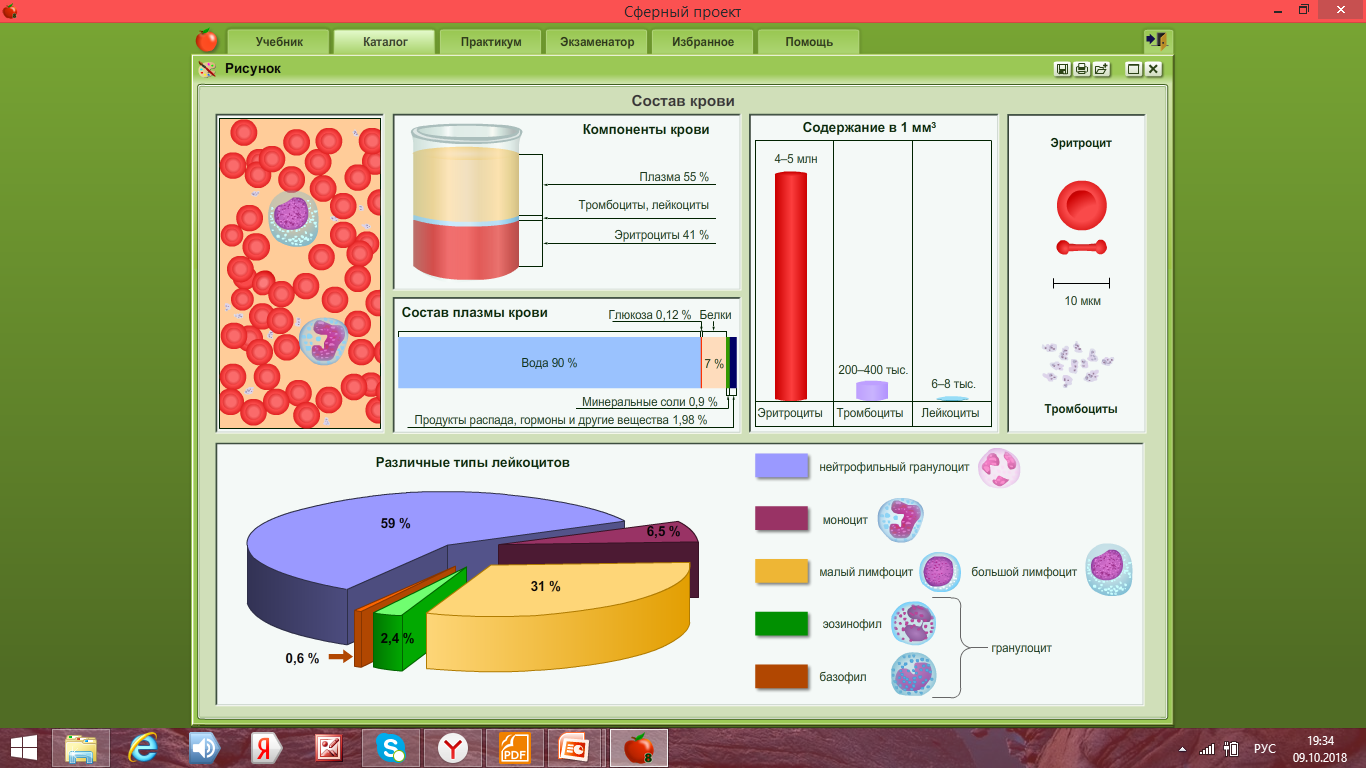 Сферный проект
Учебник
Каталог
Практикум
Экзаменатор
Избранное
Помощь
Рисунок
Состав крови
Компоненты крови
Плазма 55 %
Тромбоциты, лейкоциты
Эритроциты 41 %
Состав плазмы крови
Глюкоза 0,12 %
Белки
Вода 90 %
7 %
Минеральные соли 0,9 %
Продукты распада, гормоны и другие вещества 1,98 %
Содержание в 1 мм³
4–5 млн
200–400 тыс.
6–8 тыс.
Эритроциты
Тромбоциты
Лейкоциты
Эритроцит
10 мкм
Тромбоциты
Различные типы лейкоцитов
59 %
6,5 %
31 %
2,4 %
0,6 %
нейтрофильный гранулоцит
моноцит
малый лимфоцит
большой лимфоцит
эозинофил
гранулоцит
базофил
Я
S
Y
PDF
8
РУС
19:34
09.10.2018